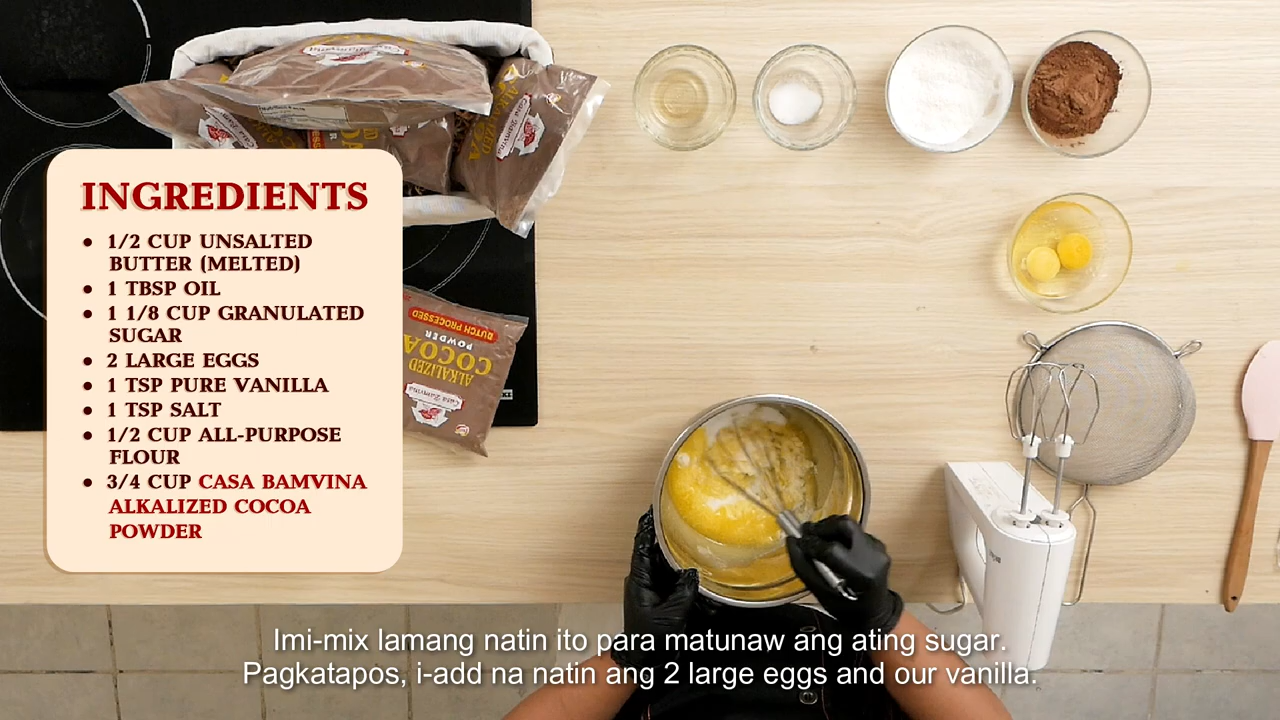 INGREDIENTS
• 1/2 CUP UNSALTED
BUTTER (MELTED)
• 1 TBSP OIL
• 1 1/8 CUP GRANULATED
SUGAR
• 2 LARGE EGGS
• 1 TSP PURE VANILLA
• 1 TSP SALT
• 1/2 CUP ALL-PURPOSE
FLOUR
• 3/4 CUP CASA BAMVINA
ALKALIZED COCOA
POWDER
DUTCH PROCESSED
POWDER
COCOA
ALKALIZED
Casa Bamvina
Imi-mix lamang natin ito para matunaw ang ating sugar.
Pagkatapos, i-add na natin ang 2 large eggs and our vanilla.